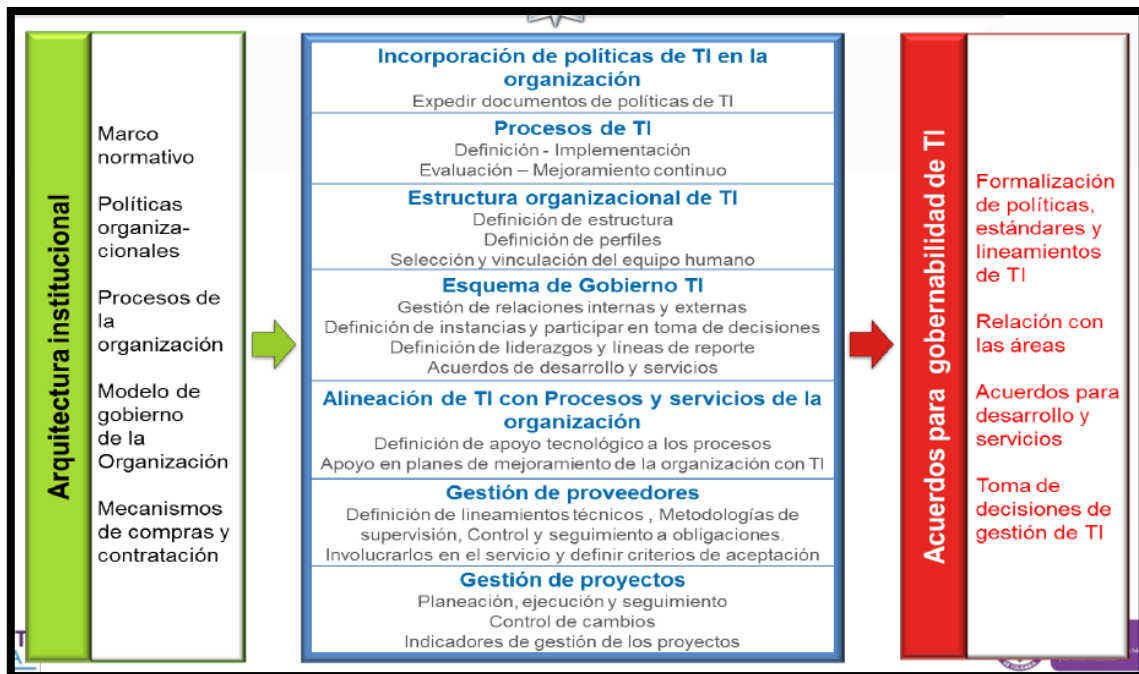 Arquitectura institucional
Marco
normativo
Políticas
organiza-
cionales
Procesos de
la
organización
Modelo de
gobierno
de la
Organización
Mecanismos
de compras y
contratación
Incorporación de políticas de TI en la
organización
Expedir documentos de políticas de TI
Procesos de TI
Definición - Implementación
Evaluación – Mejoramiento continuo
Estructura organizacional de TI
Definición de estructura
Definición de perfiles
Selección y vinculación del equipo humano
Esquema de Gobierno TI
Gestión de relaciones internas y externas
Definición de instancias y participar en toma de decisiones
Definición de liderazgos y líneas de reporte
Acuerdos de desarrollo y servicios
Alineación de TI con Procesos y servicios de la
organización
Definición de apoyo tecnológico a los procesos
Apoyo en planes de mejoramiento de la organización con TI
Gestión de proveedores
Definición de lineamientos técnicos , Metodologías de
supervisión, Control y seguimiento a obligaciones.
Involucrarlos en el servicio y definir criterios de aceptación
Gestión de proyectos
Planeación, ejecución y seguimiento
Control de cambios
Indicadores de gestión de los proyectos
Acuerdos para gobernabilidad de TI
Formalización
de políticas,
estándares y
lineamientos
de TI
Relación con
las áreas
Acuerdos para
desarrollo y
servicios
Toma de
decisiones de
gestión de TI